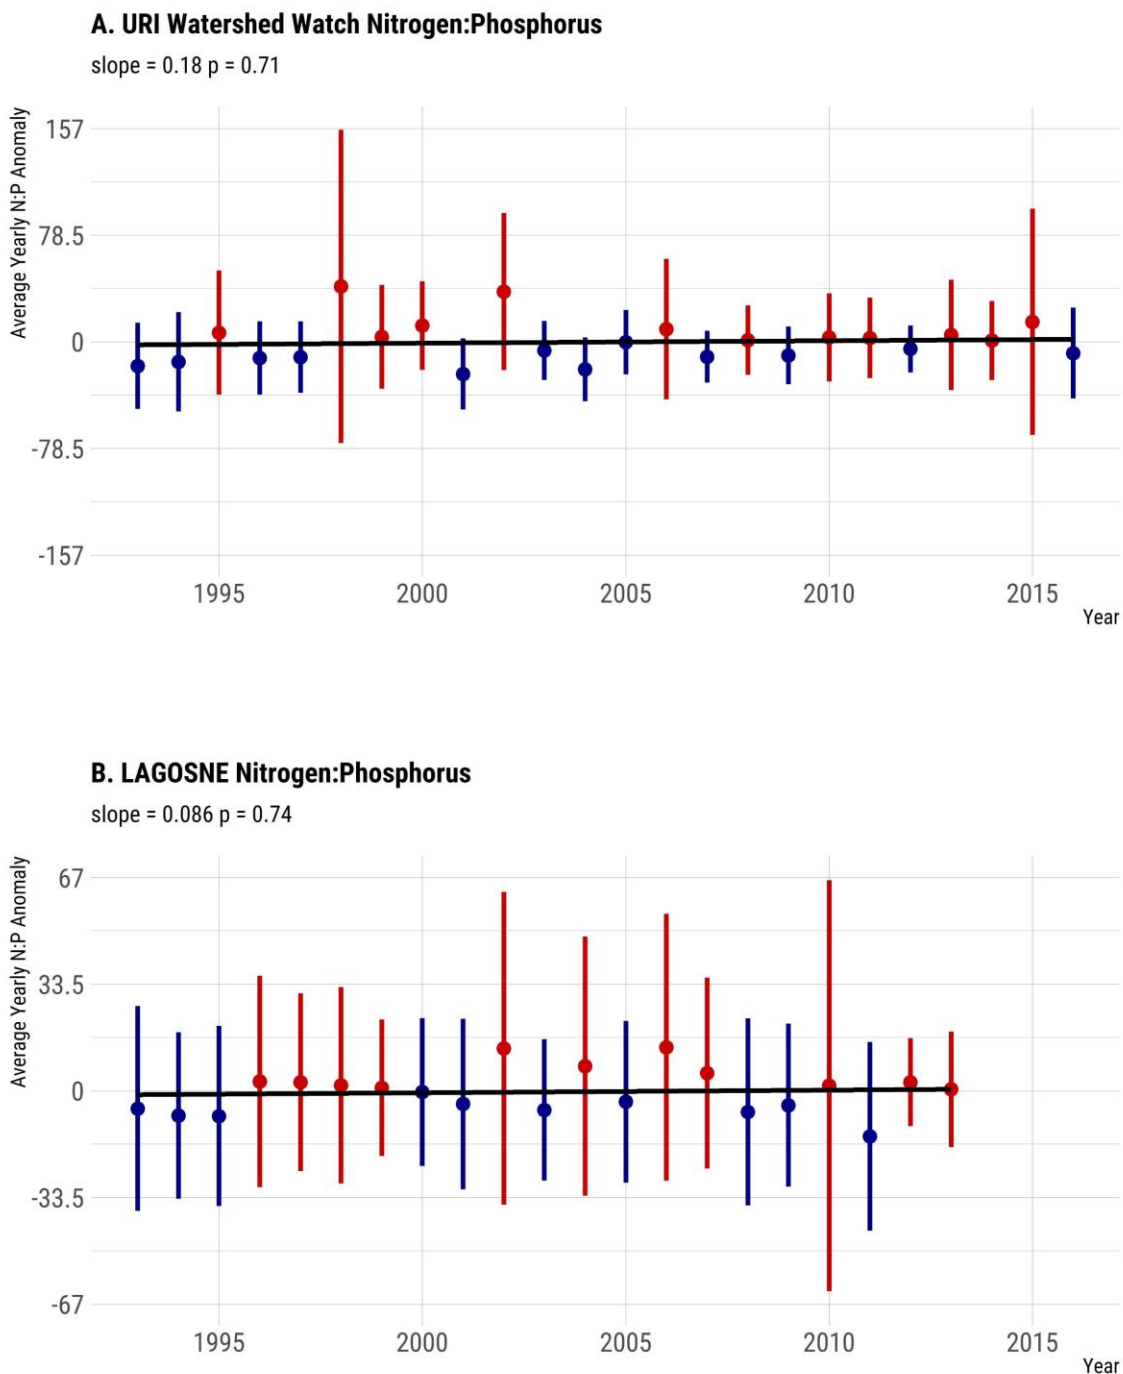 A. URI Watershed Watch Nitrogen:Phosphorus
slope = 0.18 p = 0.71
Average Yearly N:P Anomaly
157
78.5
0
-78.5
-157
1995 2000 2005 2010 2015
Year
B. LAGOSNE Nitrogen:Phosphorus
slope = 0.086 p = 0.74
Average Yearly N:P Anomaly
67
33.5
0
-33.5
-67
1995 2000 2005 2010 2015
Year